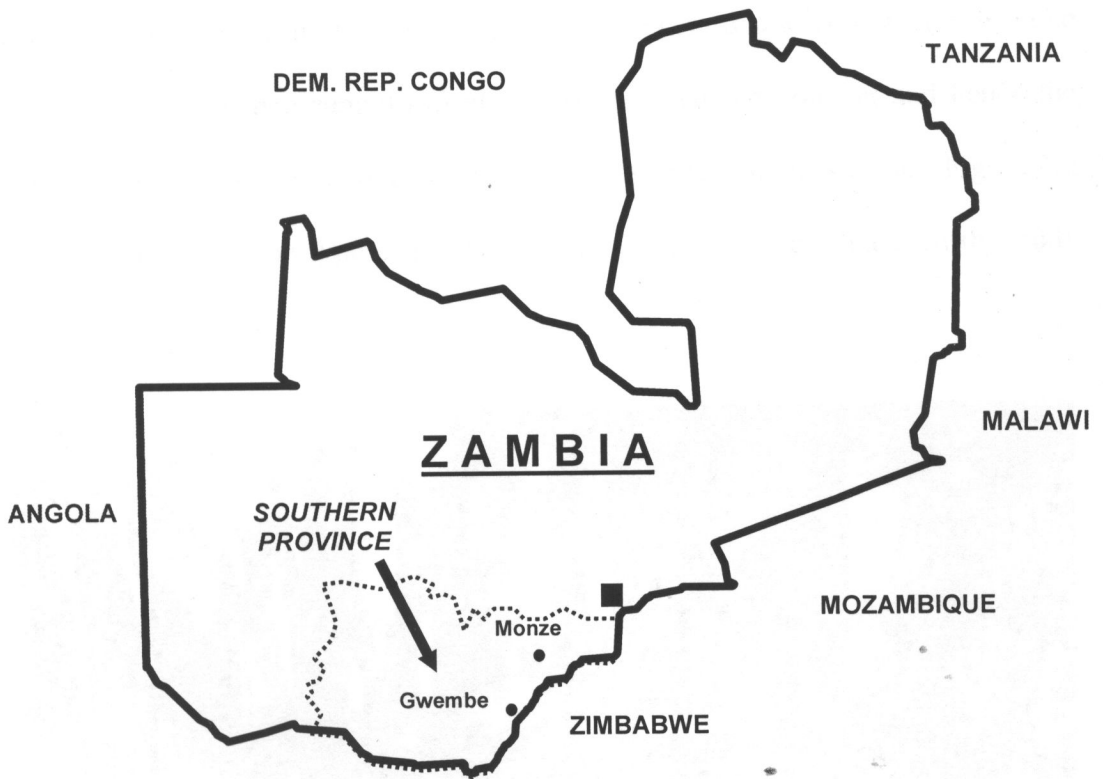 DEM. REP. CONGO
TANZANIA
ZAMBIA
MALAWI
ANGOLA
SOUTHERN
PROVINCE
MOZAMBIQUE
Monze
Gwembe
ZIMBABWE